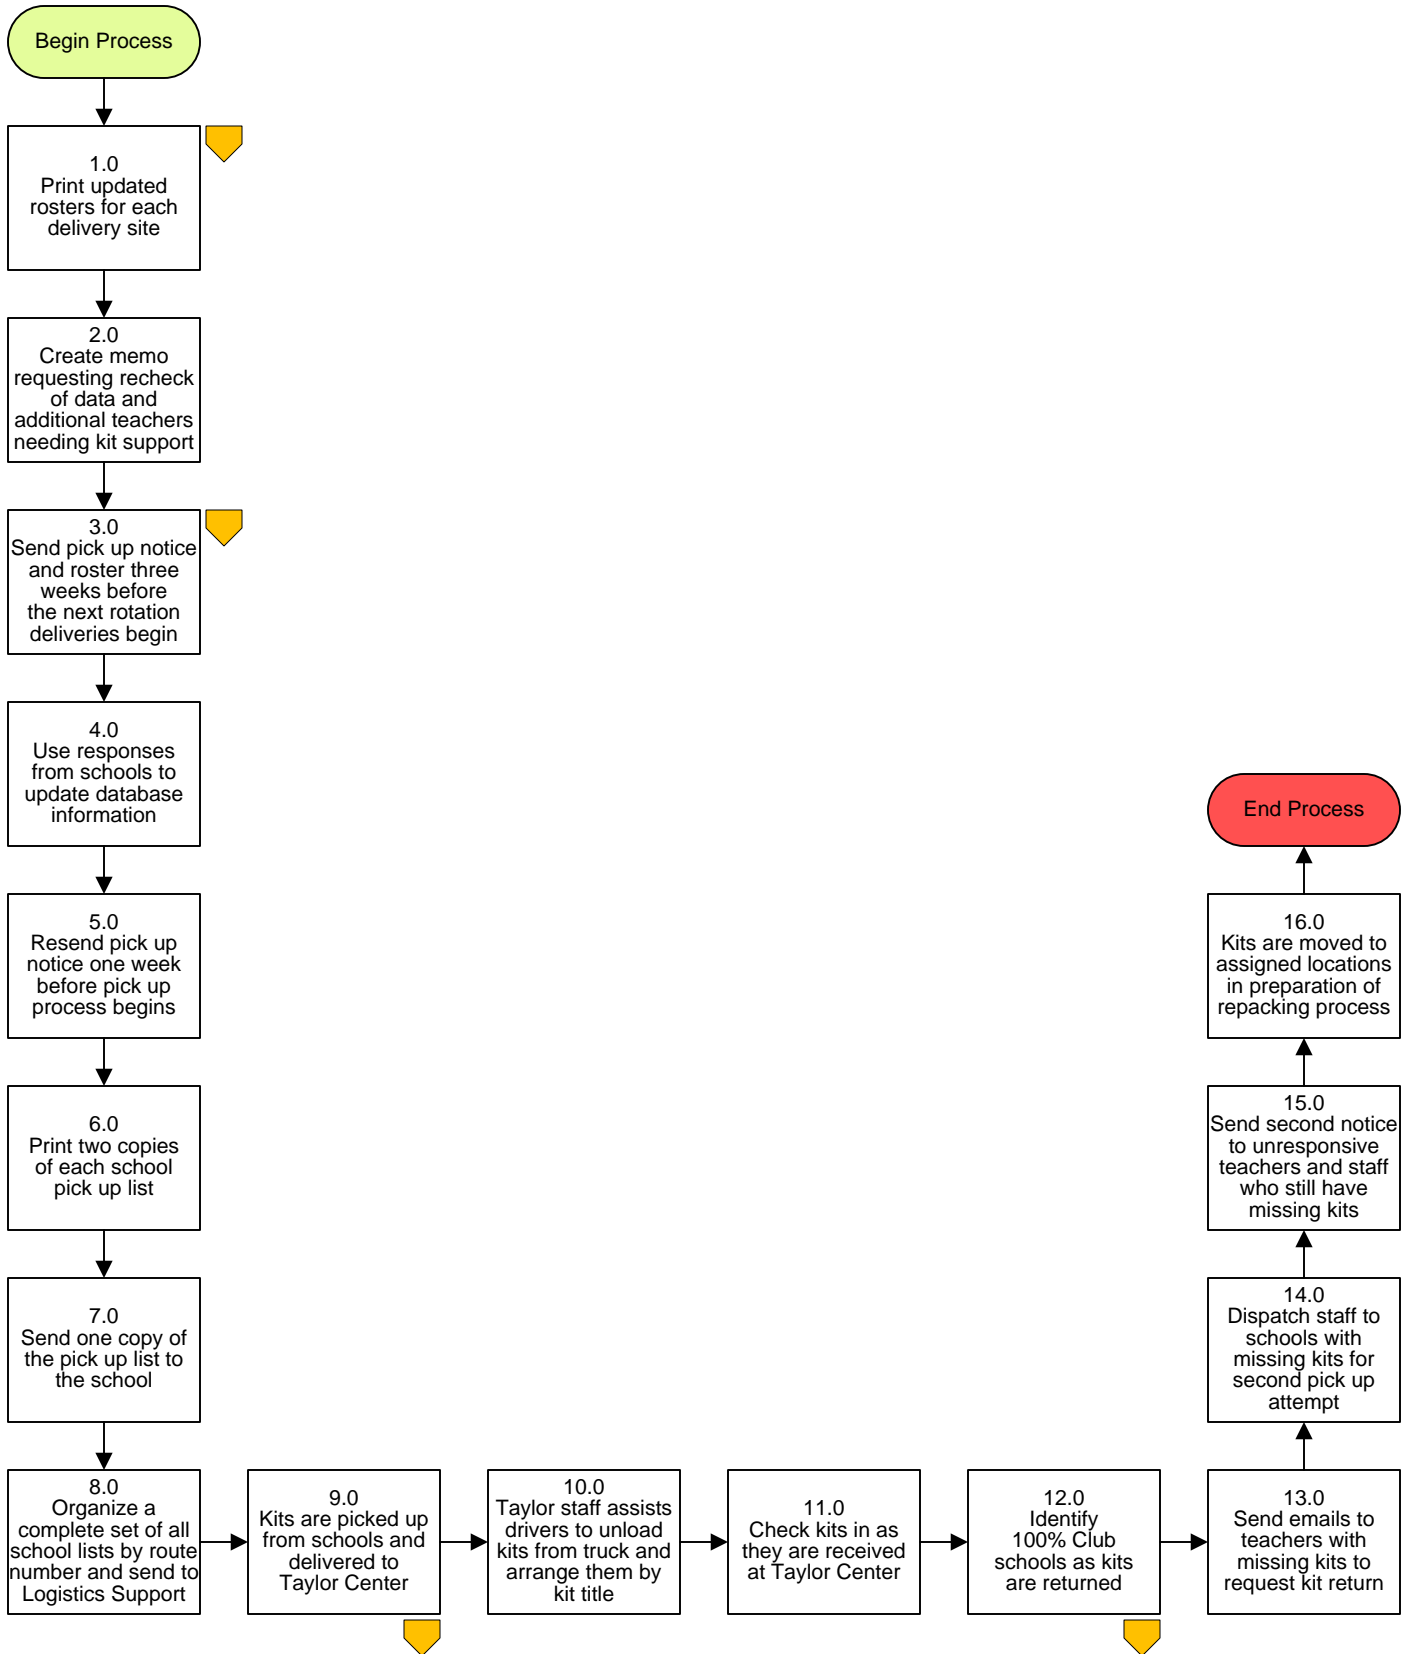 Begin Process
1.0
Print updated
rosters for each
delivery site
2.0
Create memo
requesting recheck
of data and
additional teachers
needing kit support
3.0
Send pick up notice
and roster three
weeks before
the next rotation
deliveries begin
4.0
Use responses
from schools to
update database
information
5.0
Resend pick up
notice one week
before pick up
process begins
6.0
Print two copies
of each school
pick up list
7.0
Send one copy of
the pick up list to
the school
8.0
Organize a
complete set of all
school lists by route
number and send to
Logistics Support
9.0
Kits are picked up
from schools and
delivered to
Taylor Center
10.0
Taylor staff assists
drivers to unload
kits from truck and
arrange them by
kit title
11.0
Check kits in as
they are received
at Taylor Center
12.0
Identify
100% Club
schools as kits
are returned
13.0
Send emails to
teachers with
missing kits to
request kit return
14.0
Dispatch staff to
schools with
missing kits for
second pick up
attempt
15.0
Send second notice
to unresponsive
teachers and staff
who still have
missing kits
16.0
Kits are moved to
assigned locations
in preparation of
repacking process
End Process